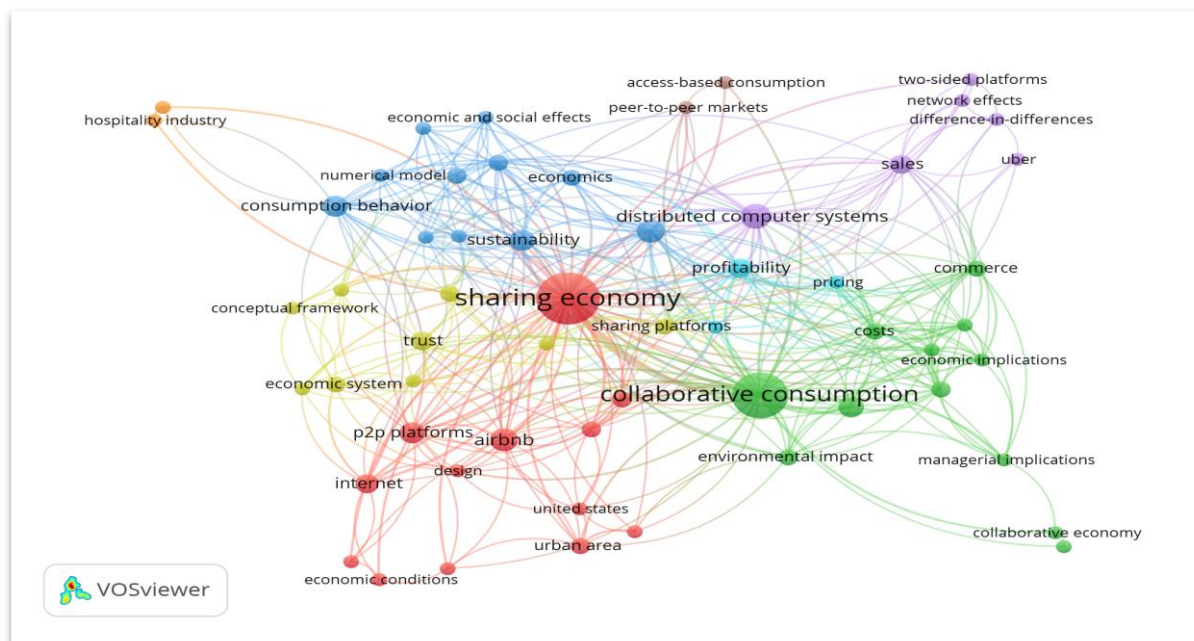 access-based consumption
two-sided platforms
peer-to-peer markets
network effects
hospitality industry
economic and social effects
difference-in-differences
sales
uber
numerical model
economics
consumption behavior
distributed computer systems
sustainability
profitability
commerce
pricing
sharing economy
conceptual framework
sharing platforms
costs
trust
economic implications
economic system
collaborative consumption
p2p platforms
airbnb
environmental impact
managerial implications
design
internet
united states
collaborative economy
urban area
economic conditions
VOSviewer